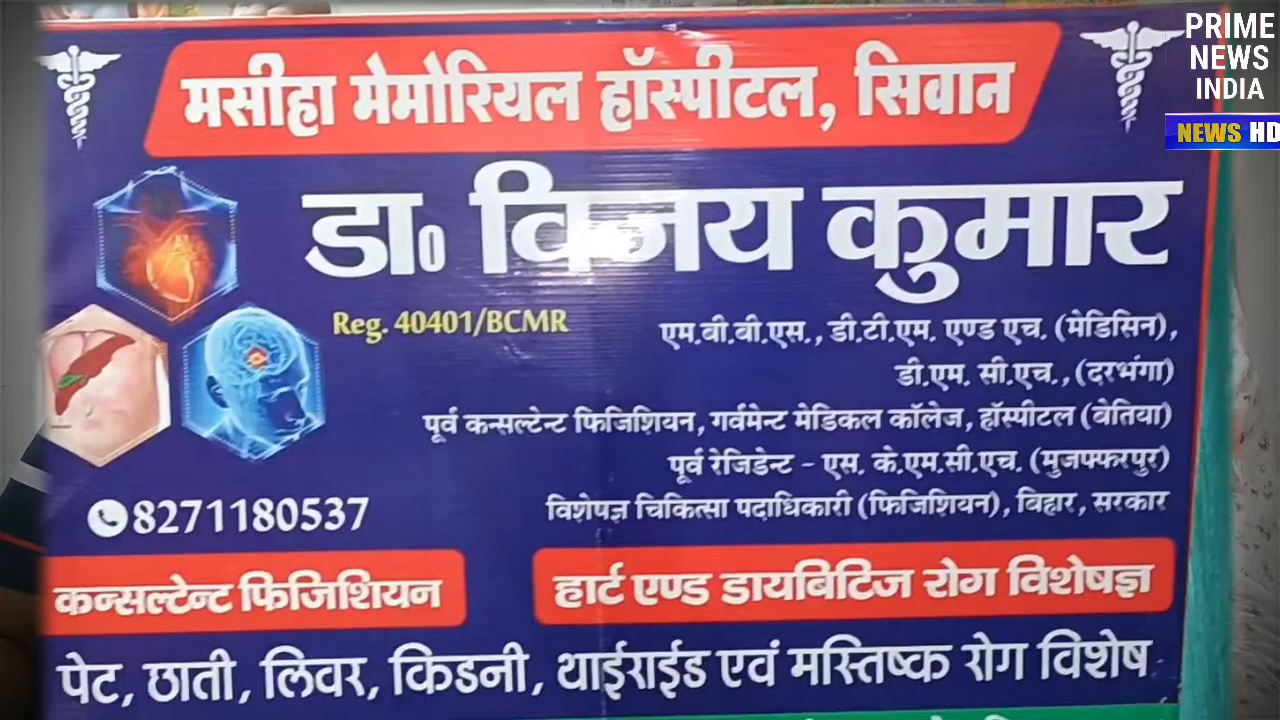 PRIME
NEWS
INDIA
NEWS HD
मसीहा मेमोरियल हॉस्पीटल, सिवान
डा० विजय कुमार
Reg. 40401/BCMR
एम.बी.बी.एस., डी.टी.एम. एण्ड एच. (मेडिसिन),
डी.एम. सी.एच., (दरभंगा)
पूर्व कन्सल्टेन्ट फिजिशियन, गर्वमेन्ट मेडिकल कॉलेज, हॉस्पीटल (बेतिया)
पूर्व रेजिडेन्ट - एस. के.एम.सी.एच. (मुजफ्फरपुर)
विशेषज्ञ चिकित्सा पदाधिकारी (फिजिशियन), बिहार, सरकार
8271180537
कन्सल्टेन्ट फिजिशियन
हार्ट एण्ड डायबिटिज रोग विशेषज्ञ
पेट, छाती, लिवर, किडनी, थाईराईड एवं मस्तिष्क रोग विशेष